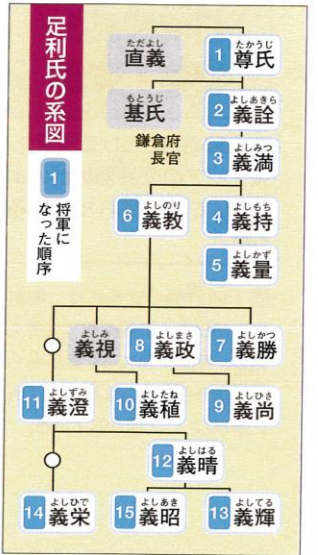 足利氏の系図
1 将軍に
なった順序
ただよし
直義
たかうじ
1 尊氏
もとうじ
基氏
鎌倉府
長官
よしあきら
2 義詮
よしみつ
3 義満
よしのり
6 義教
よしもち
4 義持
よしかず
5 義量
よしみ
義視
よしまさ
8 義政
よしかつ
7 義勝
よしずみ
11 義澄
よしたね
10 義稙
よしひさ
9 義尚
よしはる
12 義晴
よしひで
14 義栄
よしあき
15 義昭
よしてる
13 義輝